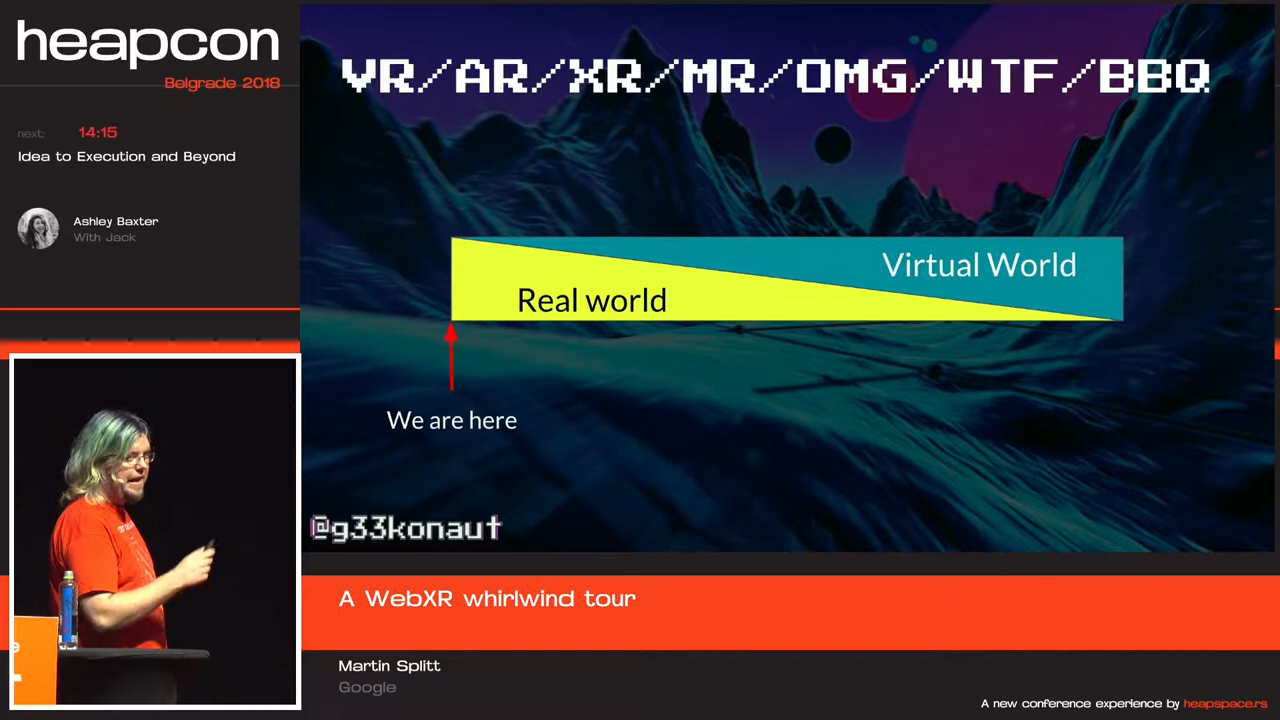 heapcon
Belgrade 2018
next: 14:15
Idea to Execution and Beyond
Ashley Baxter
With Jack
VR/AR/XR/MR/OMG/WTF/BBQ
Virtual World
Real world
We are here
@g33konaut
A WebXR whirlwind tour
Martin Splitt
Google
A new conference experience by heapspace.rs